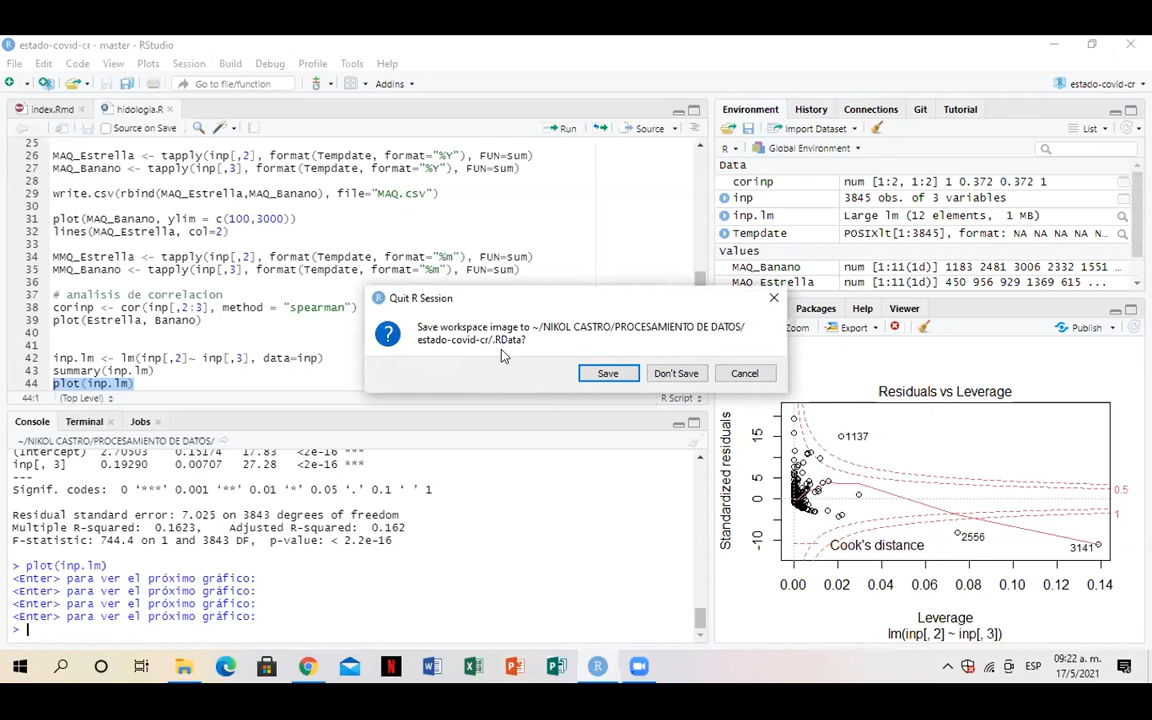 estado-covid-cr - master - RStudio
File Edit Code View Plots Session Build Debug Profile Tools Help
Go to file/function
Addins
estado-covid-cr
Index.Rmd
hidologia.R
Source on Save
Run
Source
25
26 MAQ_Estrella <- tapply(inp[,2], format(Tempdate, format="%Y"), FUN=sum)
27 MAQ_Banano <- tapply(inp[,3], format(Tempdate, format="%Y"), FUN=sum)
28
29 write.csv(rbind(MAQ_Estrella,MAQ_Banano), file="MAQ.csv")
30
31 plot(MAQ_Banano, ylim = c(100,3000))
32 lines(MAQ_Estrella, col=2)
33
34 MMQ_Estrella <- tapply(inp[,2], format(Tempdate, format="%m"), FUN=sum)
35 MMQ_Banano <- tapply(inp[,3], format(Tempdate, format="%m"), FUN=sum)
36
37 # analisis de correlacion
38 corinp <- cor(inp[,2:3], method = "spearman")
39 plot(Estrella, Banano)
40
41
42 inp.lm <- lm(inp[,2]~ inp[,3], data=inp)
43 summary(inp.lm)
44 plot(inp.lm)
44:1 (Top Level) R Script
Console Terminal Jobs
~/NIKOL CASTRO/PROCESAMIENTO DE DATOS/
(Intercept) 2.70503 0.15174 17.83 <2e-16 ***
inp[, 3] 0.19290 0.00707 27.28 <2e-16 ***
---
Signif. codes: 0 ‘***’ 0.001 ‘**’ 0.01 ‘*’ 0.05 ‘.’ 0.1 ‘ ’ 1
Residual standard error: 7.025 on 3843 degrees of freedom
Multiple R-squared: 0.1623, Adjusted R-squared: 0.162
F-statistic: 744.4 on 1 and 3843 DF, p-value: < 2.2e-16
> plot(inp.lm)
<Enter> para ver el próximo gráfico:
<Enter> para ver el próximo gráfico:
<Enter> para ver el próximo gráfico:
<Enter> para ver el próximo gráfico:
>
Quit R Session
Save workspace image to ~/NIKOL CASTRO/PROCESAMIENTO DE DATOS/
estado-covid-cr/.RData?
Save Don't Save Cancel
Environment History Connections Git Tutorial
Import Dataset
List
R Global Environment
Data
corinp num [1:2, 1:2] 1 0.372 0.372 1
inp 3845 obs. of 3 variables
inp.lm Large lm (12 elements, 1 MB)
Tempdate POSIXlt[1:3845], format: NA NA NA N…
values
MAQ_Banano num [1:11(1d)] 1183 2481 3006 2332 1551 …
MAQ_Estrella num [1:11(1d)] 450 956 929 1369 615 ...
Packages Help Viewer
Zoom Export Publish
Residuals vs Leverage
Standardized residuals
15
5
0
-10
1137
0.5
1
2556
3141
Cook's distance
0.00 0.02 0.04 0.06 0.08 0.10 0.12 0.14
Leverage
lm(inp[, 2] ~ inp[, 3])
ESP
09:22 a. m.
17/5/2021